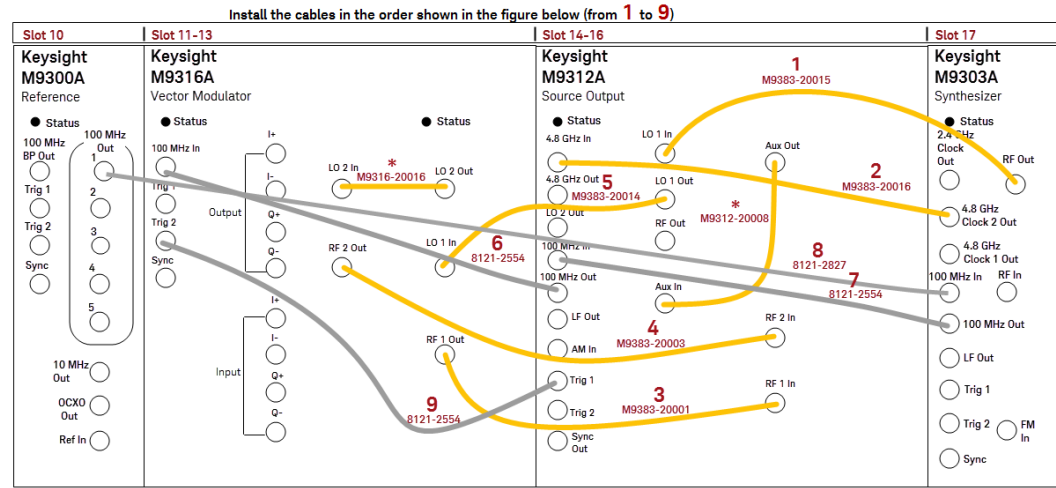 Install the cables in the order shown in the figure below (from 1 to 9)
Slot 10
Slot 11-13
Slot 14-16
Slot 17
Keysight
M9300A
Reference
Status
100 MHz
BP Out
100 MHz
Out
1
2
3
4
5
Trig 1
Trig 2
Sync
10 MHz
Out
OCXO
Out
Ref In
Keysight
M9316A
Vector Modulator
Status
Status
100 MHz In
Trig 1
Trig 2
Sync
I+
I-
Output
Q+
Q-
I+
I-
Input
Q+
Q-
LO 2 In
*
M9316-20016
LO 2 Out
RF 2 Out
LO 1 In
RF 1 Out
6
8121-2554
9
8121-2554
Keysight
M9312A
Source Output
Status
4.8 GHz In
4.8 GHz Out
LO 2 Out
100 MHz In
100 MHz Out
LF Out
AM In
Trig 1
Trig 2
Sync
Out
LO 1 In
LO 1 Out
RF Out
Aux In
Aux Out
RF 2 In
RF 1 In
1
M9383-20015
2
M9383-20016
5
M9383-20014
*
M9312-20008
8
8121-2827
7
8121-2554
4
M9383-20003
3
M9383-20001
Keysight
M9303A
Synthesizer
Status
2.4 GHz
Clock
Out
RF Out
4.8 GHz
Clock 2 Out
4.8 GHz
Clock 1 Out
100 MHz In
RF In
100 MHz Out
LF Out
Trig 1
Trig 2
FM
In
Sync